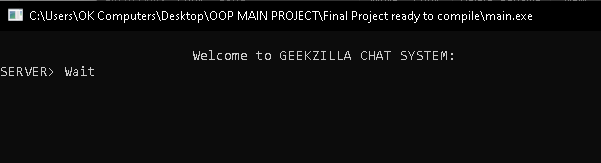 C:\Users\OK Computers\Desktop\OOP MAIN PROJECT\Final Project ready to compile\main.exe
Welcome to GEEKZILLA CHAT SYSTEM:
SERVER> Wait